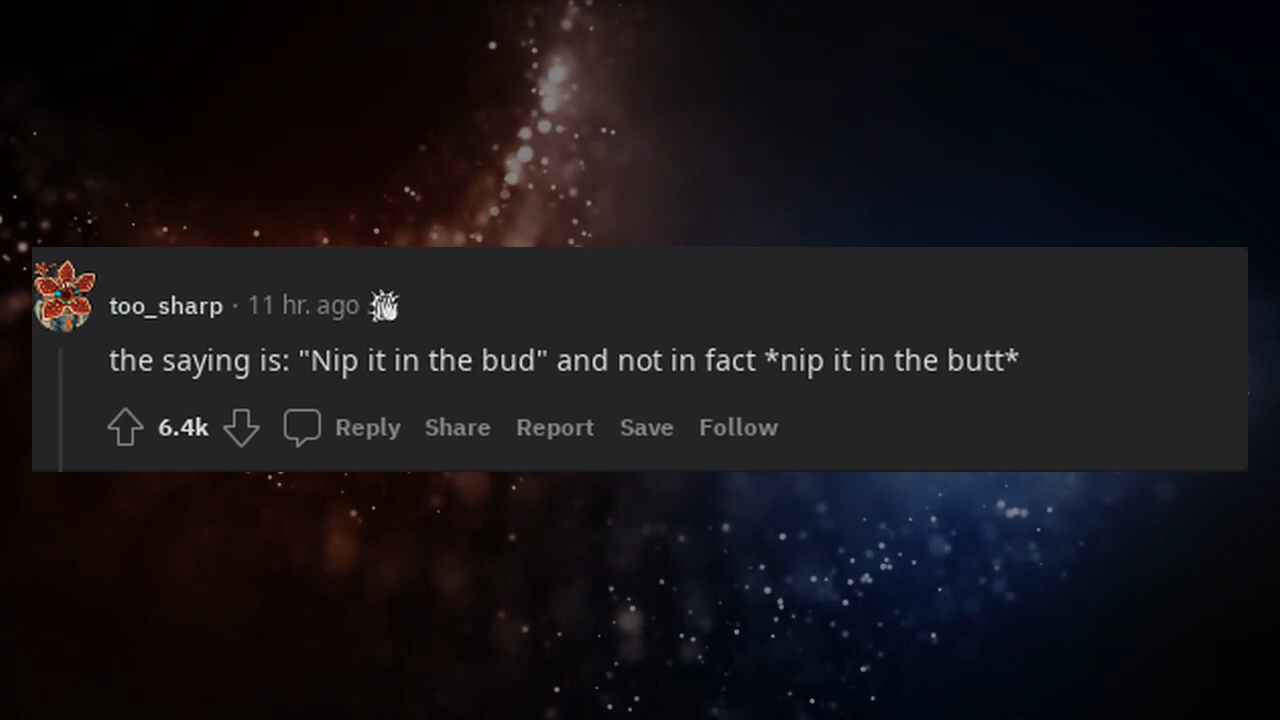 too_sharp · 11 hr. ago
the saying is: "Nip it in the bud" and not in fact *nip it in the butt*
6.4k Reply Share Report Save Follow